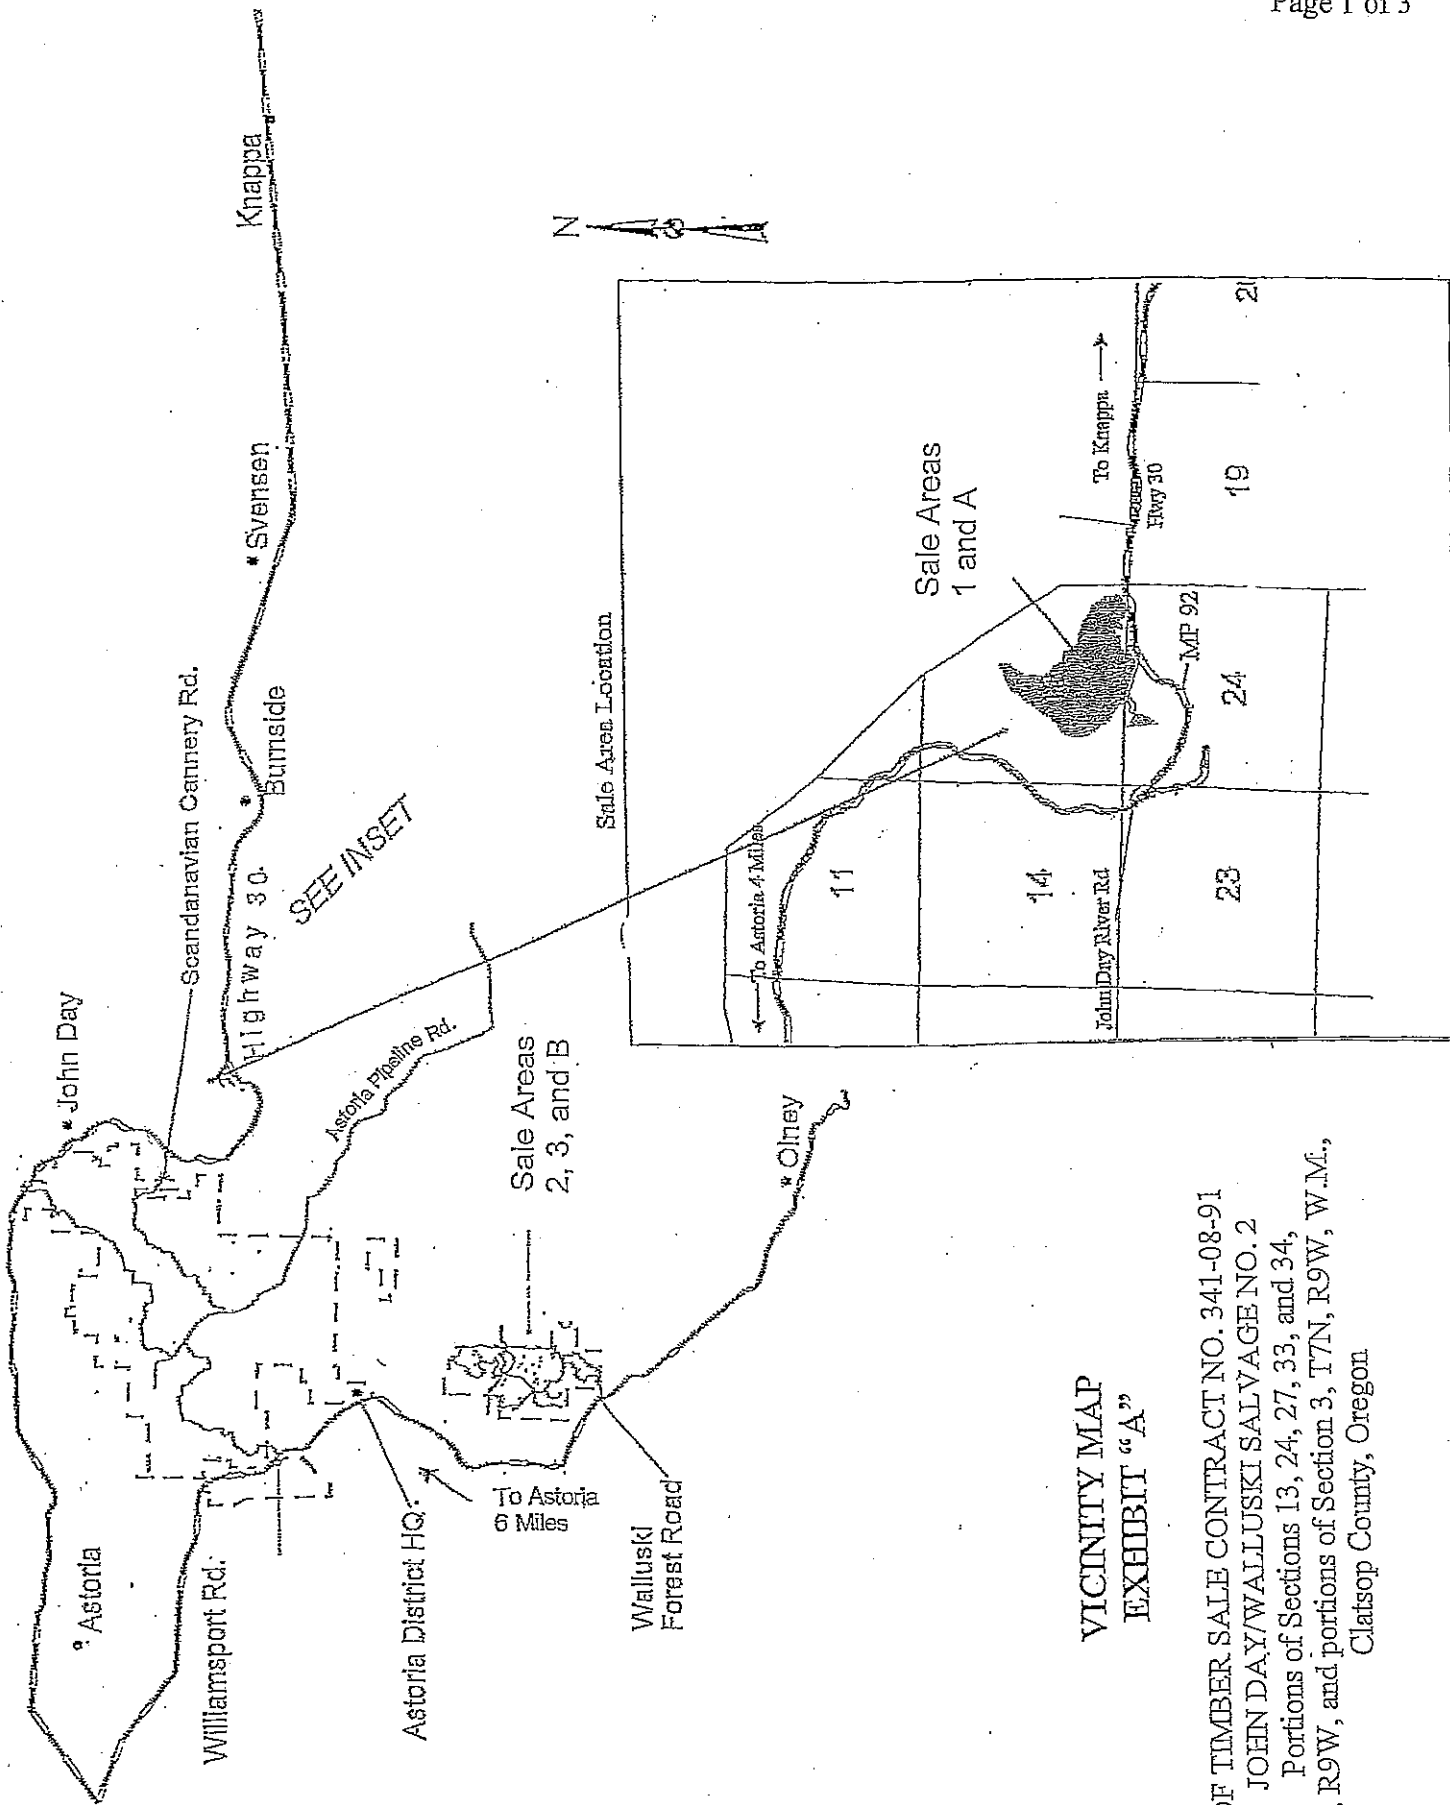 Page 1 of 3
Knappa
* Svensen
Burnside
Scandanavian Cannery Rd.
Highway 30
SEE INSET
* John Day
Astoria Pipeline Rd.
Sale Areas
2, 3, and B
* Olney
Astoria
Williamsport Rd.
Astoria District HQ.
To Astoria
6 Miles
Walluski
Forest Road
N
Sale Area Location
To Astoria 4 Miles
11
14
23
24
19
John Day River Rd
Sale Areas
1 and A
To Knappa
Hwy 30
MP 92
VICINITY MAP
EXHIBIT “A”
OF TIMBER SALE CONTRACT NO. 341-08-91
JOHN DAY/WALLUSKI SALVAGE NO. 2
Portions of Sections 13, 24, 27, 33, and 34,
, R9W, and portions of Section 3, T7N, R9W, W.M.,
Clatsop County, Oregon